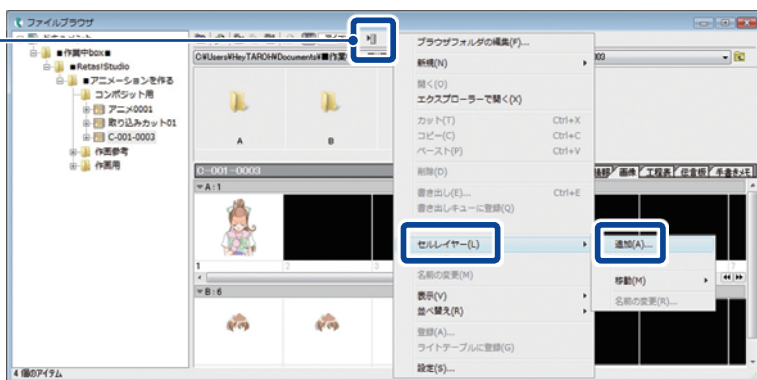 ファイルブラウザ
■作業中box■
■Retas!Studio
■アニメーションを作る
コンポジット用
アニメ0001
取り込みカット01
C-001-0003
作画参考
作画用
C:¥Users¥HeyTAROH¥Documents¥■作業
003
A
B
C-001-0003
画像
工程表
伝言板
手書きメモ
A:1
1
2
3
7
B:6
4 個のアイテム
ブラウザフォルダの編集(F)...
新規(N)
開く(O)
エクスプローラーで開く(X)
カット(T) Ctrl+X
コピー(C) Ctrl+C
ペースト(P) Ctrl+V
削除(D)
書き出し(E)... Ctrl+E
書き出しキューに登録(Q)
セルレイヤー(L)
名前の変更(M)
表示(V)
並べ替え(R)
登録(A)...
ライトテーブルに登録(G)
設定(S)...
追加(A)...
移動(M)
名前の変更(R)...